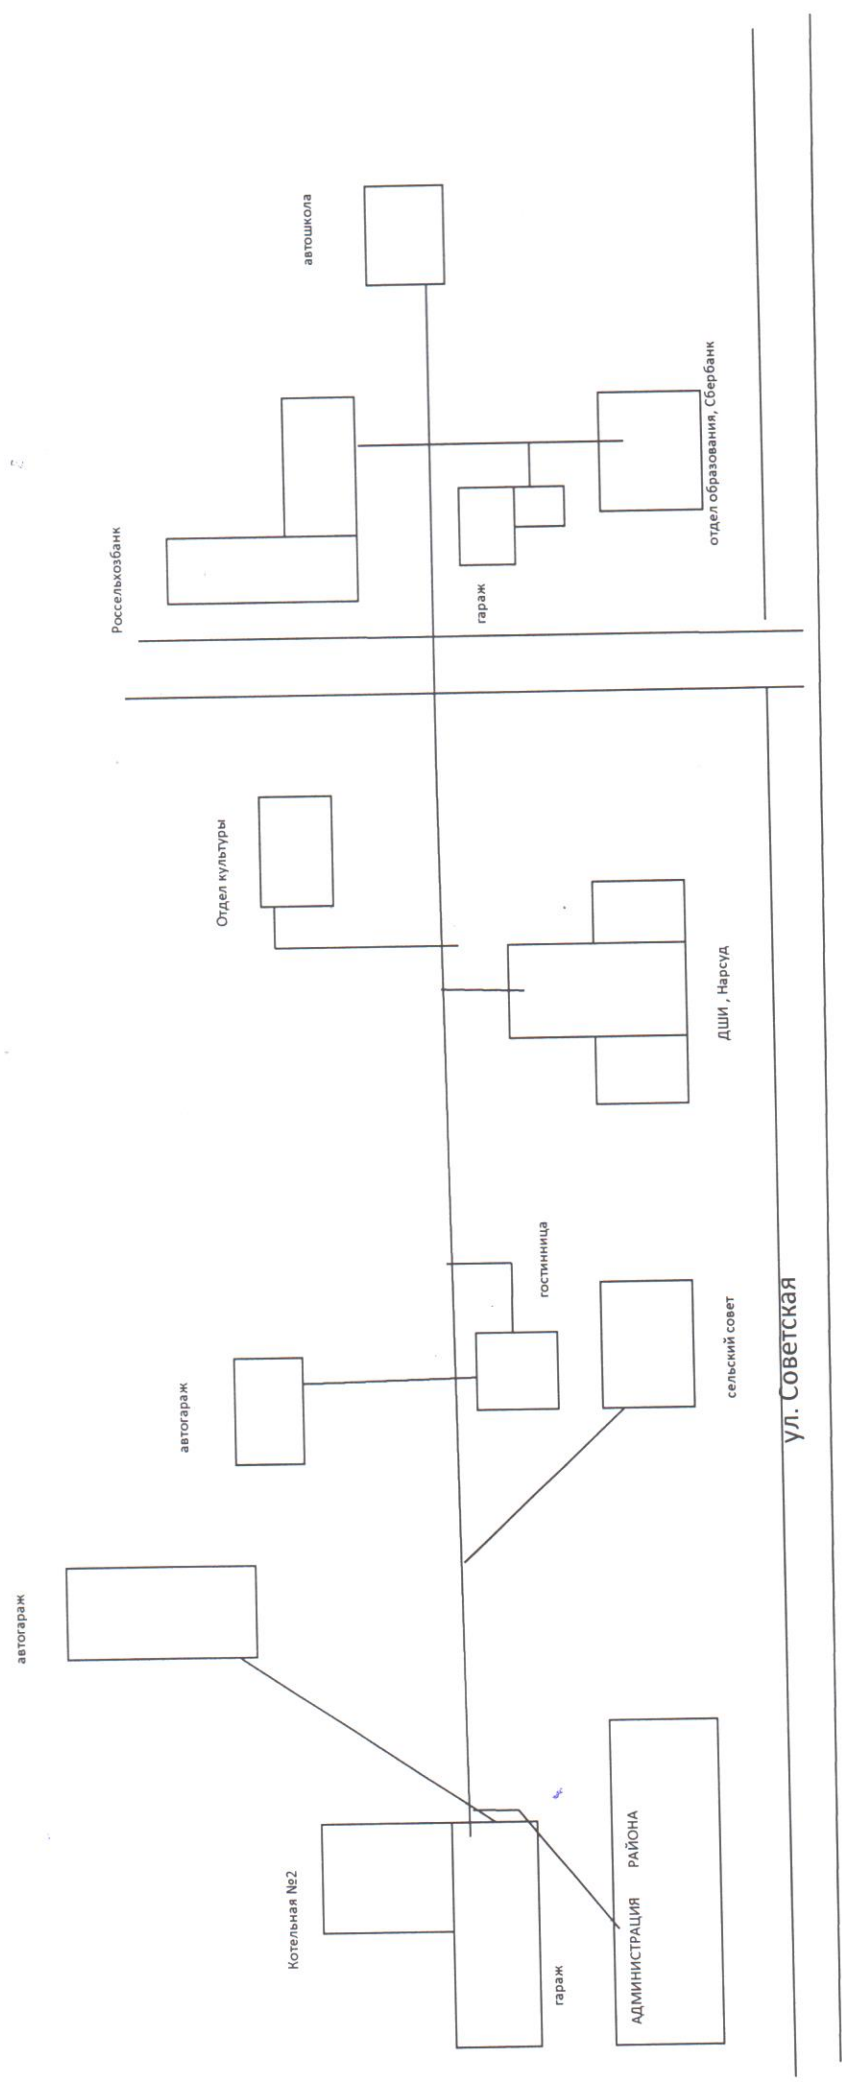 автошкола
отдел образования, Сбербанк
Россельхозбанк
гараж
Отдел культуры
ДШИ , Нарсуд
гостинница
сельский совет
ул. Советская
автогараж
автогараж
Котельная №2
гараж
АДМИНИСТРАЦИЯ РАЙОНА